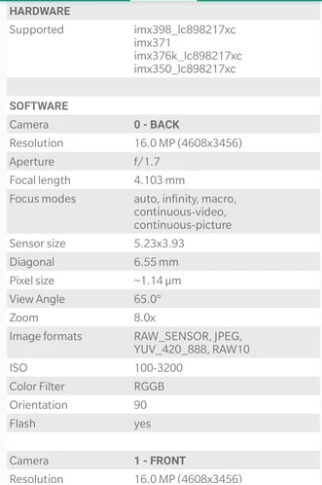 HARDWARE
Supported imx398_lc898217xc
imx371
imx376k_lc898217xc
imx350_lc898217xc
SOFTWARE
Camera 0 - BACK
Resolution 16.0 MP (4608x3456)
Aperture f/1.7
Focal length 4.103 mm
Focus modes auto, infinity, macro,
continuous-video,
continuous-picture
Sensor size 5.23x3.93
Diagonal 6.55 mm
Pixel size ~1.14 µm
View Angle 65.0°
Zoom 8.0x
Image formats RAW_SENSOR, JPEG,
YUV_420_888, RAW10
ISO 100-3200
Color Filter RGGB
Orientation 90
Flash yes
Camera 1 - FRONT
Resolution 16.0 MP (4608x3456)